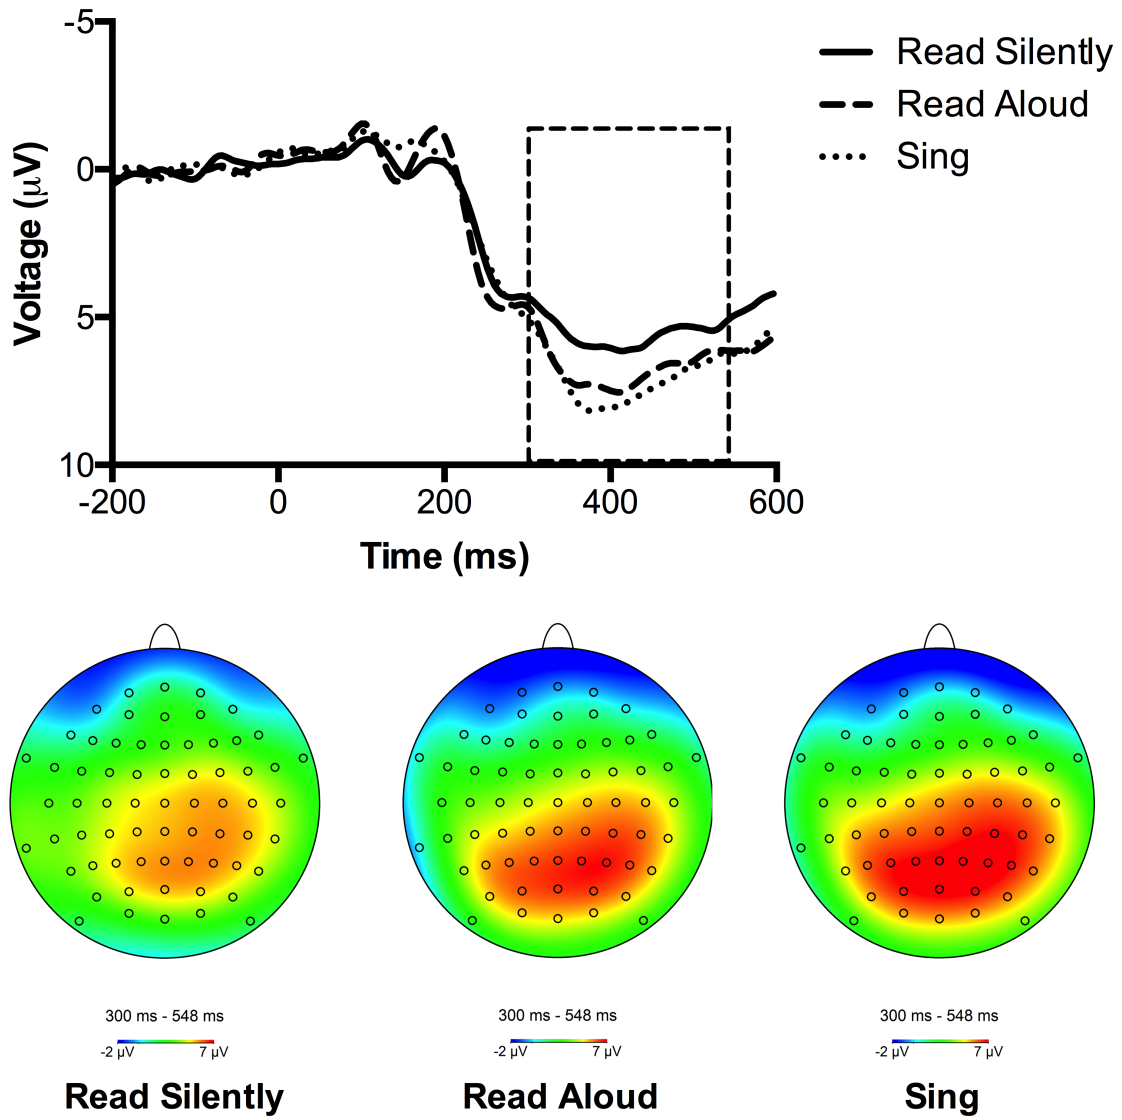 -5
0
5
10
Voltage (μV)
-200 0 200 400 600
Time (ms)
Read Silently
Read Aloud
Sing
300 ms - 548 ms
-2 μV 7 μV
Read Silently
300 ms - 548 ms
-2 μV 7 μV
Read Aloud
300 ms - 548 ms
-2 μV 7 μV
Sing